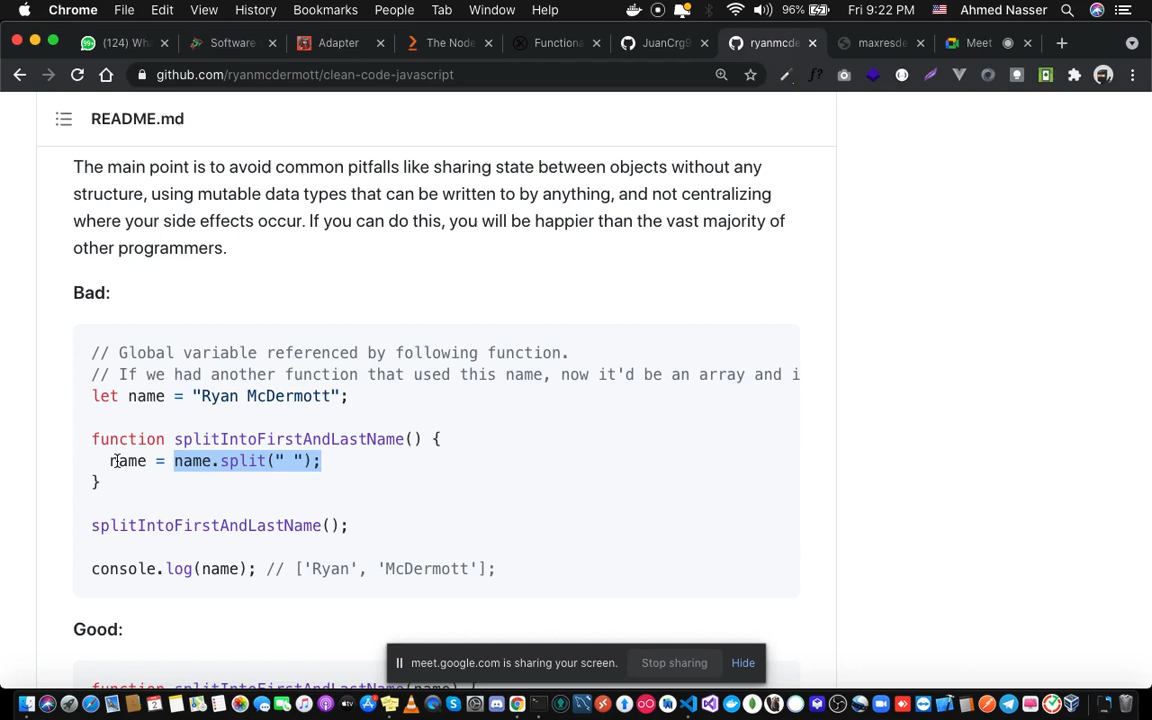 Chrome File Edit View History Bookmarks People Tab Window Help 96% Fri 9:22 PM Ahmed Nasser
(124) Wh Software Adapter The Node Functiona JuanCrg9 ryanmcde maxresde Meet
github.com/ryanmcdermott/clean-code-javascript
README.md
The main point is to avoid common pitfalls like sharing state between objects without any
structure, using mutable data types that can be written to by anything, and not centralizing
where your side effects occur. If you can do this, you will be happier than the vast majority of
other programmers.
Bad:
// Global variable referenced by following function.
// If we had another function that used this name, now it'd be an array and i
let name = "Ryan McDermott";
function splitIntoFirstAndLastName() {
name = name.split(" ");
}
splitIntoFirstAndLastName();
console.log(name); // ['Ryan', 'McDermott'];
Good:
meet.google.com is sharing your screen. Stop sharing Hide
function splitIntoFirstAndLastName(name) {